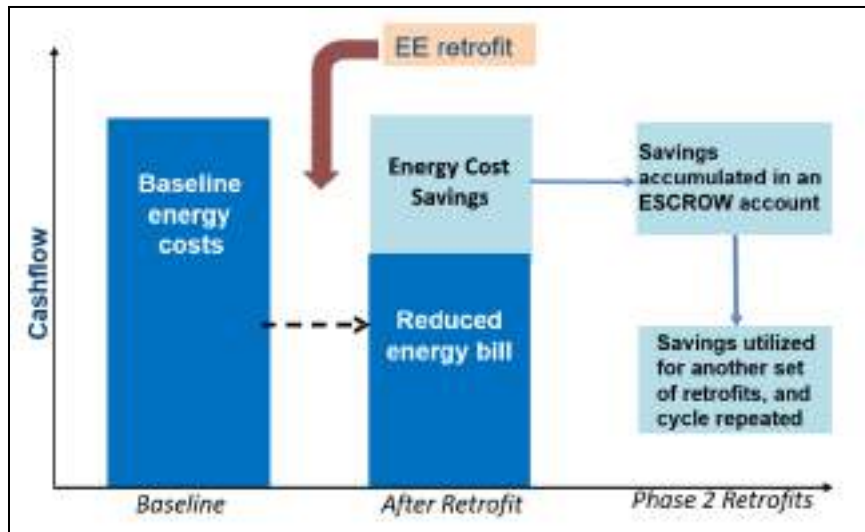 EE retrofit
Cashflow
Baseline
energy
costs
Energy Cost
Savings
Reduced
energy bill
Savings
accumulated in an
ESCROW account
Savings utilized
for another set
of retrofits, and
cycle repeated
Baseline
After Retrofit
Phase 2 Retrofits